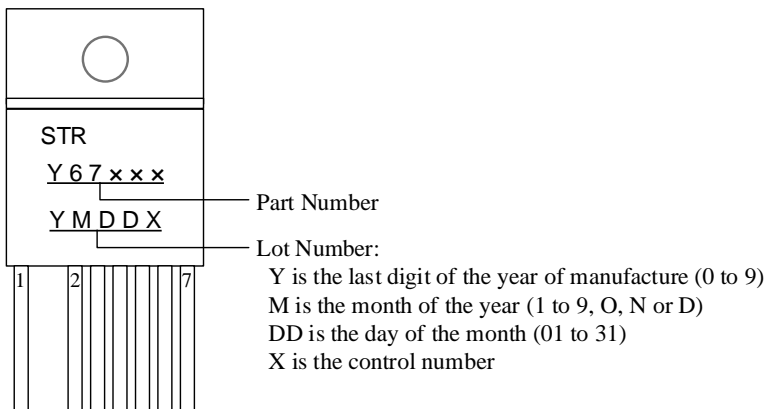 STR
Y 6 7 × × ×
Y M D D X
Part Number
Lot Number:
Y is the last digit of the year of manufacture (0 to 9)
M is the month of the year (1 to 9, O, N or D)
DD is the day of the month (01 to 31)
X is the control number
1 2 7